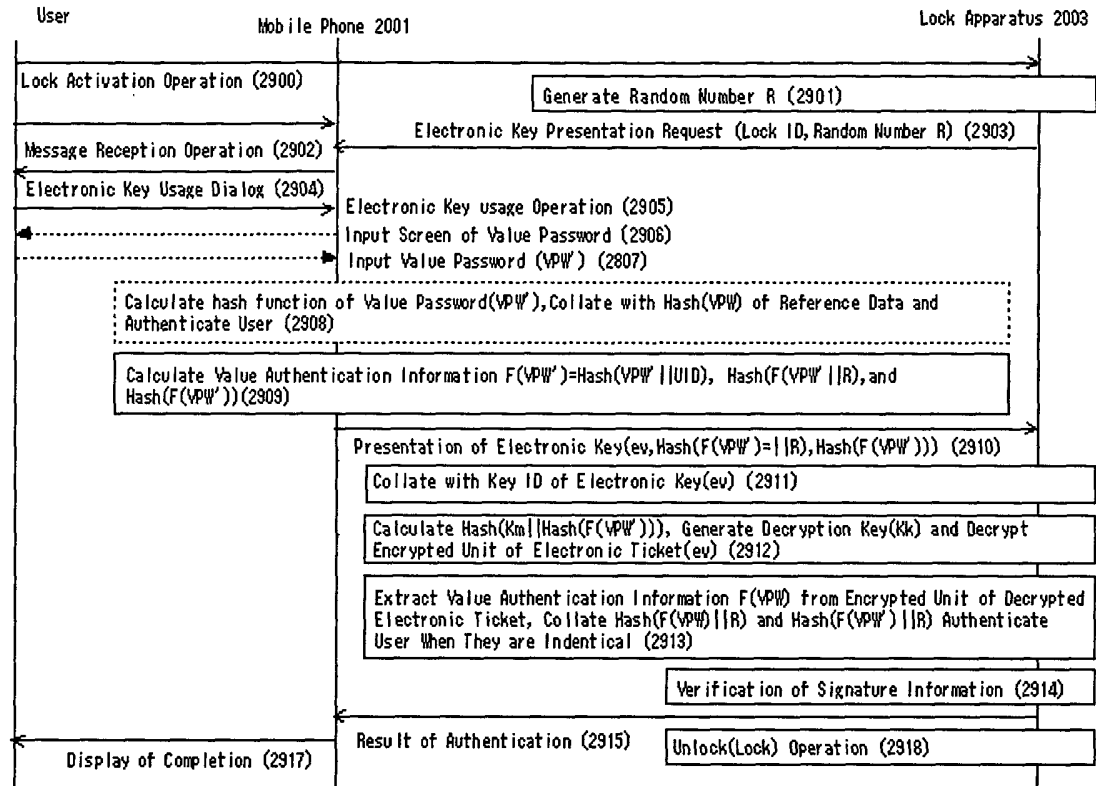 User
Mobile Phone 2001
Lock Apparatus 2003
Lock Activation Operation (2900)
Generate Random Number R (2901)
Electronic Key Presentation Request (Lock ID,Random Number R) (2903)
Message Reception Operation (2902)
Electronic Key Usage Dialog (2904)
Electronic Key usage Operation (2905)
Input Screen of Value Password (2906)
Input Value Password (VPW') (2807)
Calculate hash function of Value Password(VPW'),Collate with Hash(VPW) of Reference Data and
Authenticate User (2908)
Calculate Value Authentication Information F(VPW')=Hash(VPW'||UID), Hash(F(VPW'||R),and
Hash(F(VPW'))(2909)
Presentation of Electronic Key(ev,Hash(F(VPW')=||R),Hash(F(VPW'))) (2910)
Collate with Key ID of Electronic Key(ev) (2911)
Calculate Hash(Km||Hash(F(VPW'))), Generate Decryption Key(Kk) and Decrypt
Encrypted Unit of Electronic Ticket(ev) (2912)
Extract Value Authentication Information F(VPW) from Encrypted Unit of Decrypted
Electronic Ticket, Collate Hash(F(VPW)||R) and Hash(F(VPW')||R) Authenticate
User When They are Indentical (2913)
Verification of Signature Information (2914)
Result of Authentication (2915)
Unlock(Lock) Operation (2918)
Display of Completion (2917)